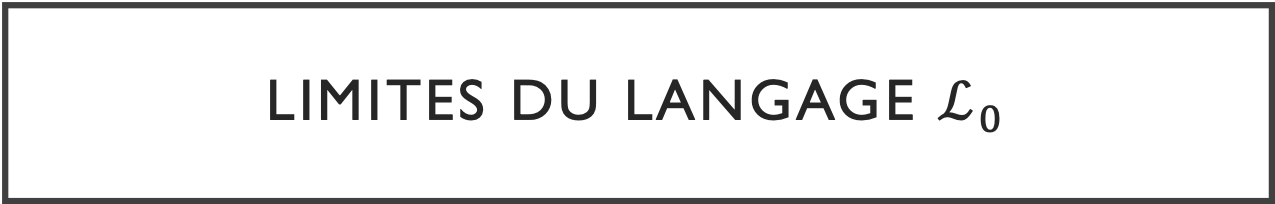 LIMITES DU LANGAGE ℒ₀